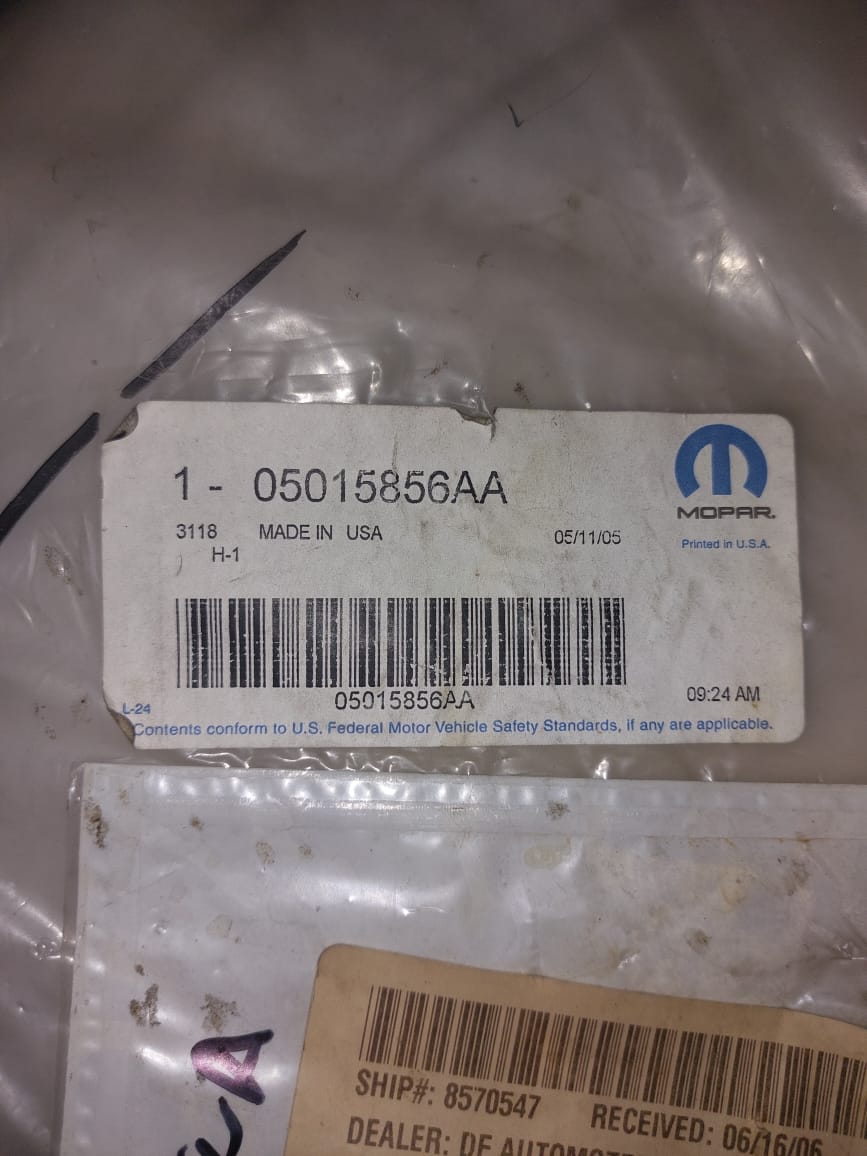 1 - 05015856AA
MOPAR.
3118 MADE IN USA 05/11/05
Printed in U.S.A.
H-1
05015856AA
09:24 AM
L-24
Contents conform to U.S. Federal Motor Vehicle Safety Standards, if any are applicable.
SHIP#: 8570547 RECEIVED: 06/16/06
DEALER: DE